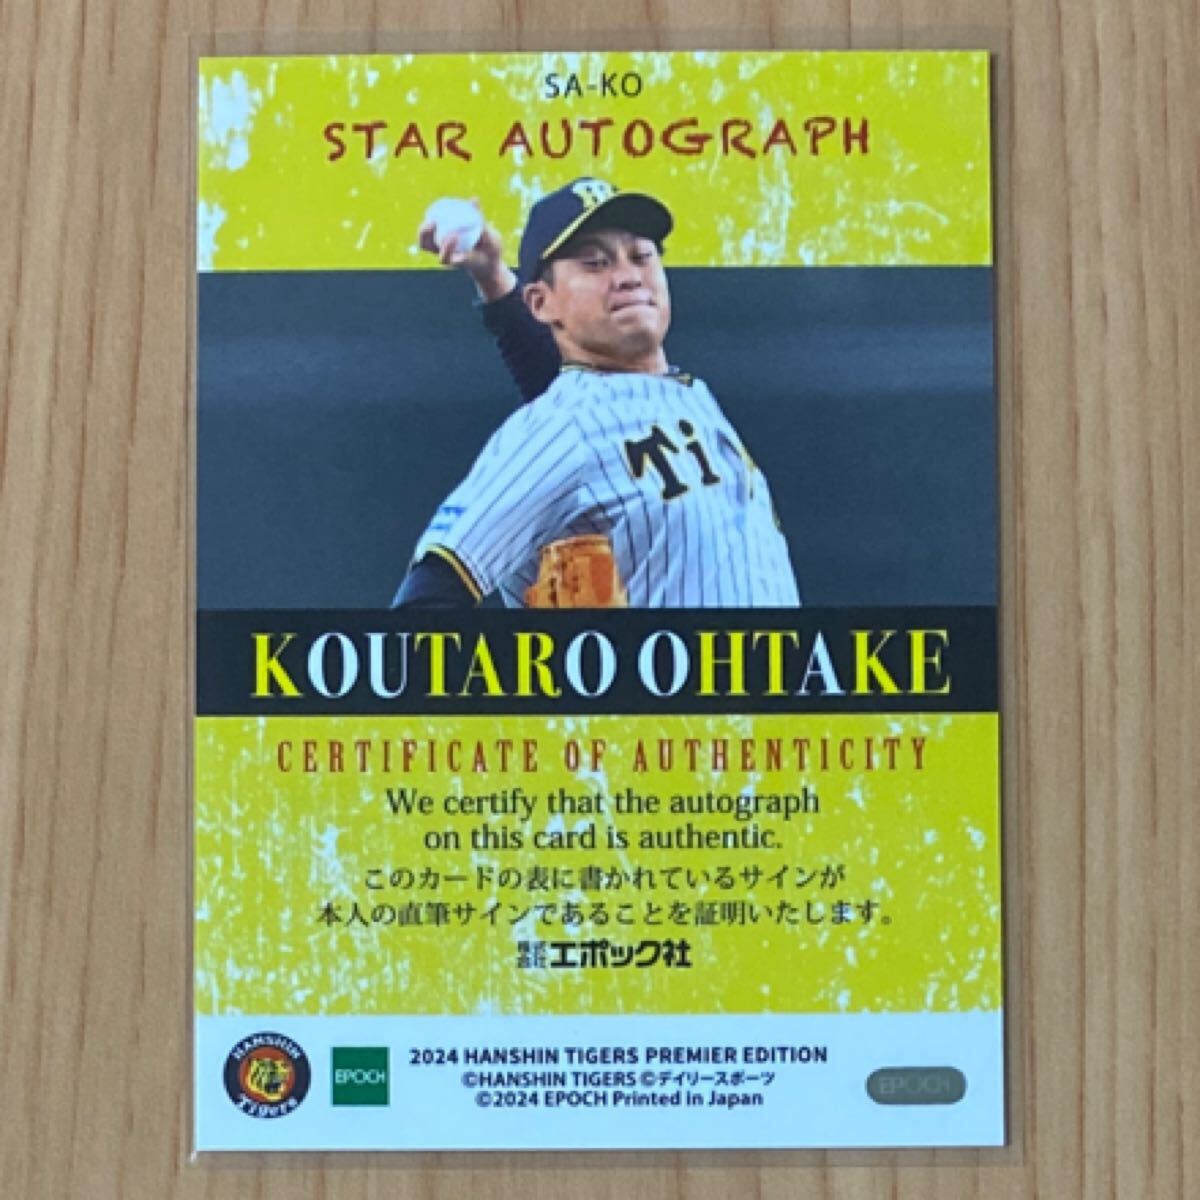 SA-KO
STAR AUTOGRAPH
Ti
KOUTARO OHTAKE
CERTIFICATE OF AUTHENTICITY
We certify that the autograph
on this card is authentic.
このカードの表に書かれているサインが
本人の直筆サインであることを証明いたします。
株式会社エポック社
HANSHIN
Tigers
EPOCH
2024 HANSHIN TIGERS PREMIER EDITION
©HANSHIN TIGERS ©デイリースポーツ
©2024 EPOCH Printed in Japan
EPOCH